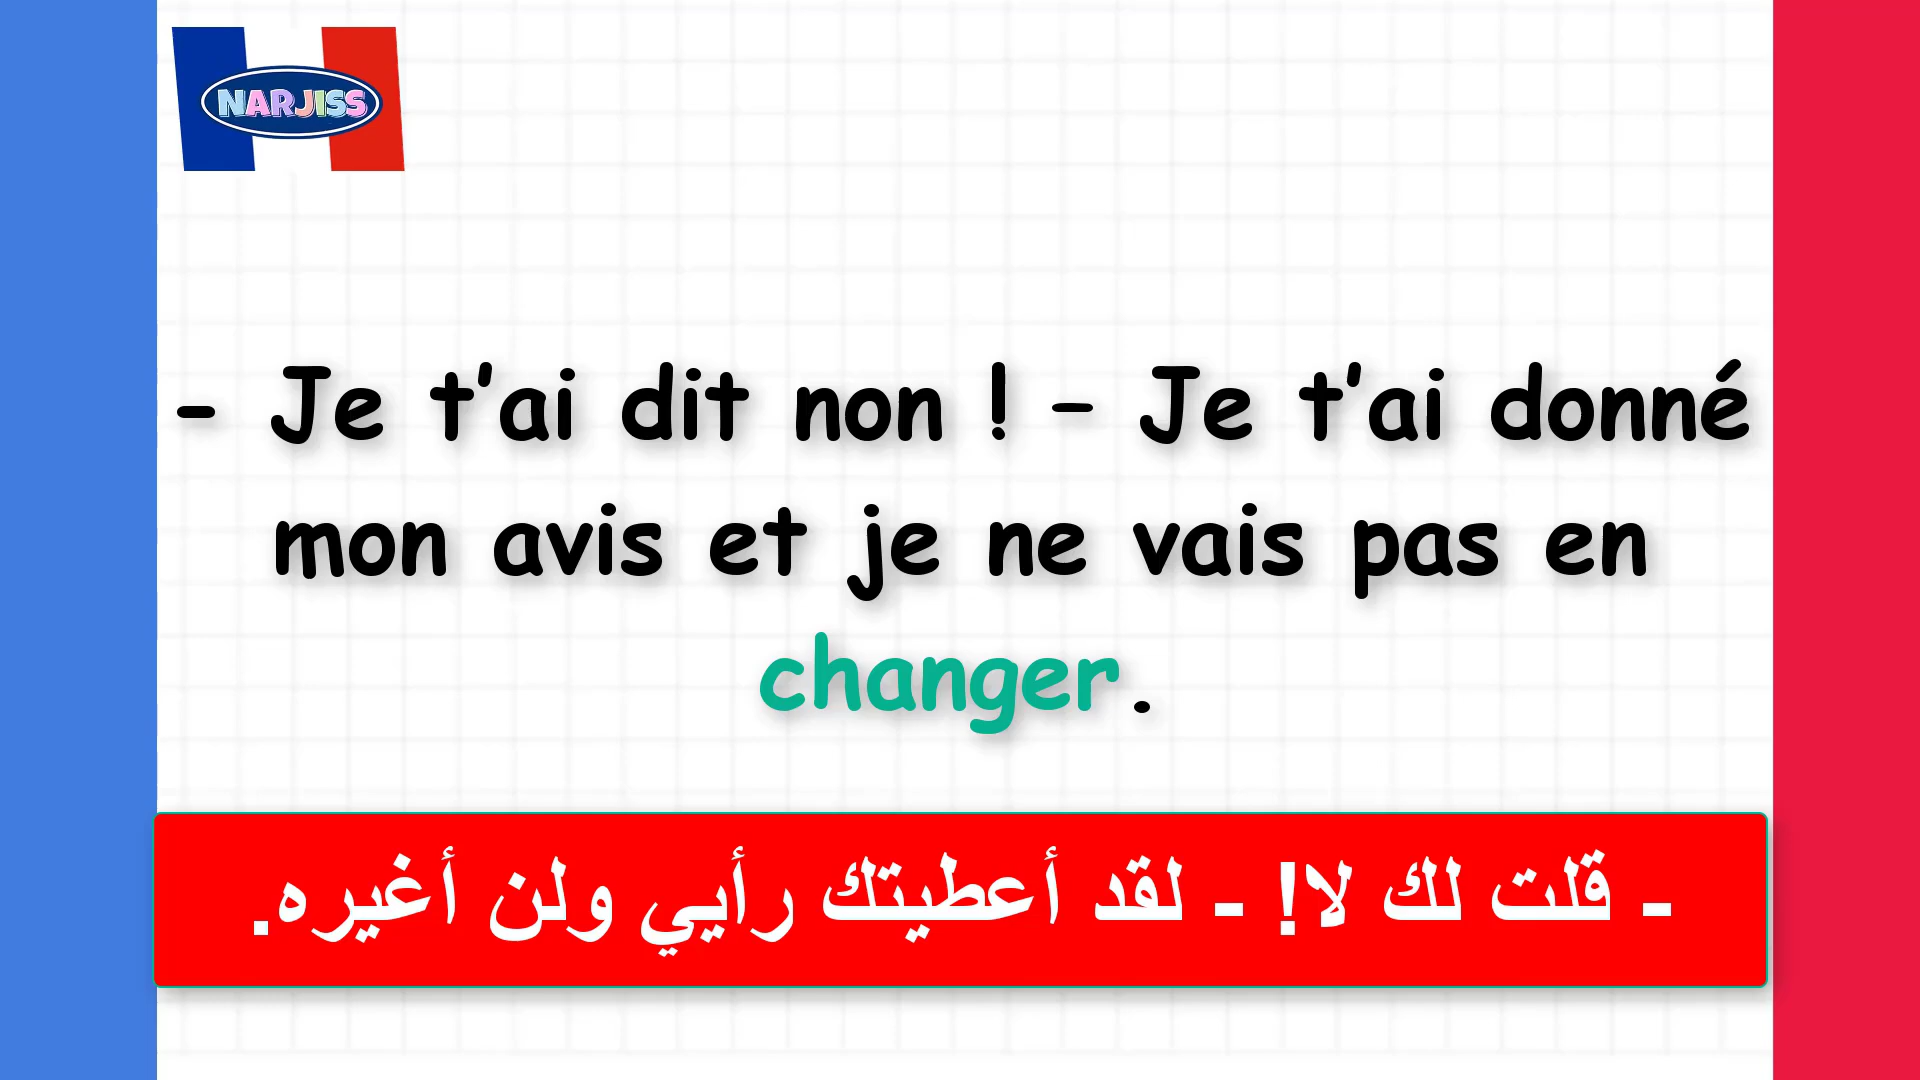 NARJISS
- Je t’ai dit non ! – Je t’ai donné
mon avis et je ne vais pas en
changer.
- قلت لك لا! - لقد أعطيتك رأيي ولن أغيره.